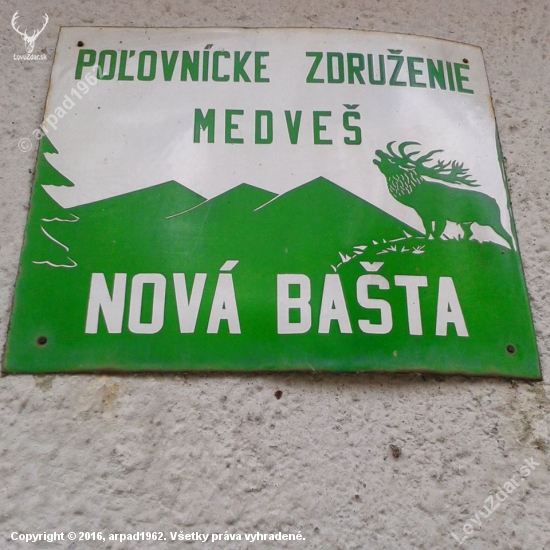 LovuZdar.sk
© arpad1962
POĽOVNÍCKE ZDRUŽENIE
MEDVEŠ
NOVÁ BAŠTA
LovuZdar.sk
Copyright © 2016, arpad1962. Všetky práva vyhradené.